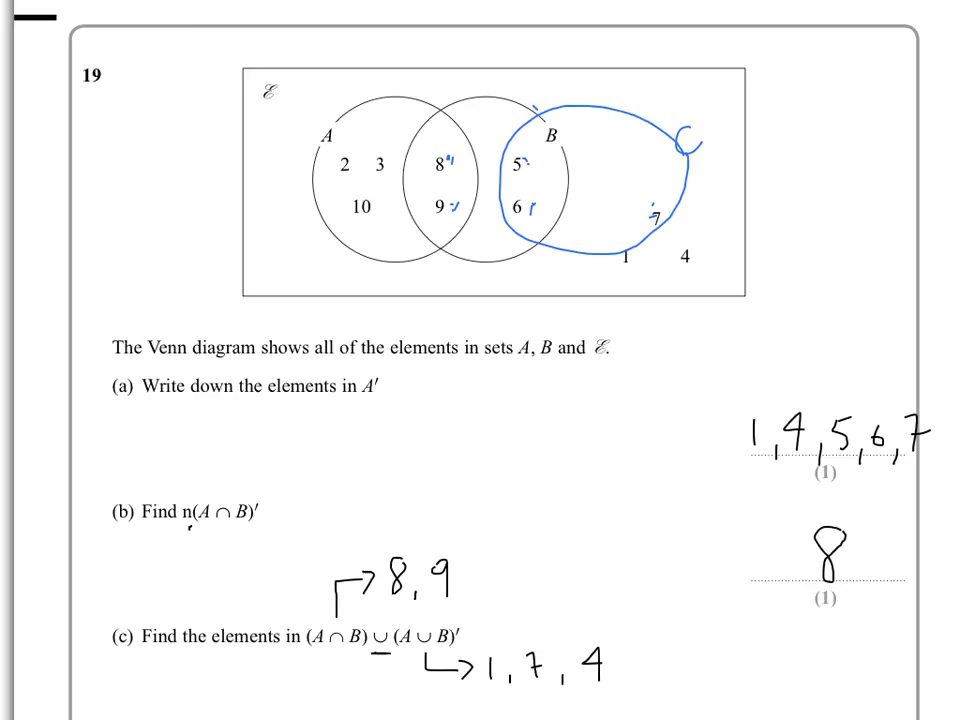 19
ℰ
A B C
2 3 8 5
10 9 6 7
1 4
The Venn diagram shows all of the elements in sets A, B and ℰ.
(a) Write down the elements in A′
1, 4, 5, 6, 7
(1)
(b) Find n(A ∩ B)′
8
(1)
→ 8, 9
(c) Find the elements in (A ∩ B) ∪ (A ∪ B)′
→ 1, 7, 4